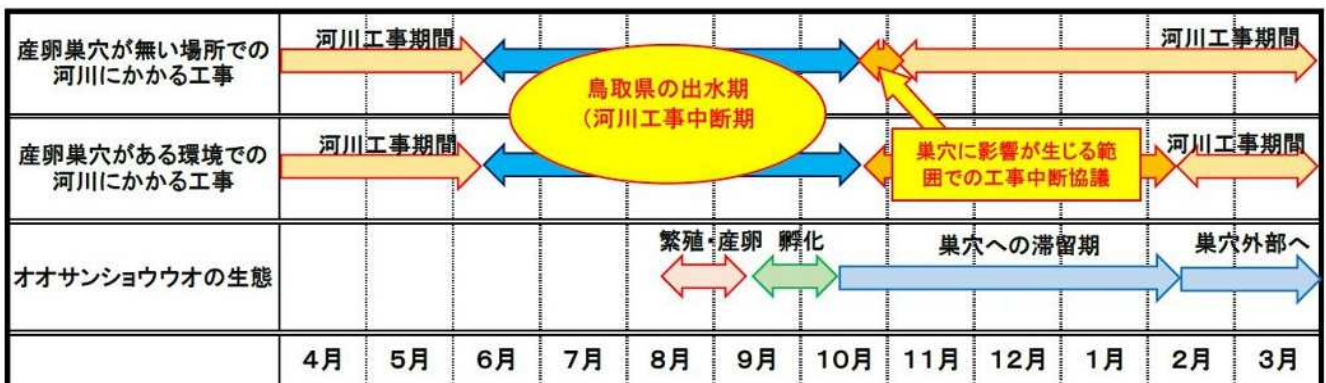 産卵巣穴が無い場所での
河川にかかる工事
河川工事期間
河川工事期間
鳥取県の出水期
（河川工事中断期
産卵巣穴がある環境での
河川にかかる工事
河川工事期間
巣穴に影響が生じる範
囲での工事中断協議
河川工事期間
オオサンショウウオの生態
繁殖・産卵 孵化
巣穴への滞留期
巣穴外部へ
4月 5月 6月 7月 8月 9月 10月 11月 12月 1月 2月 3月